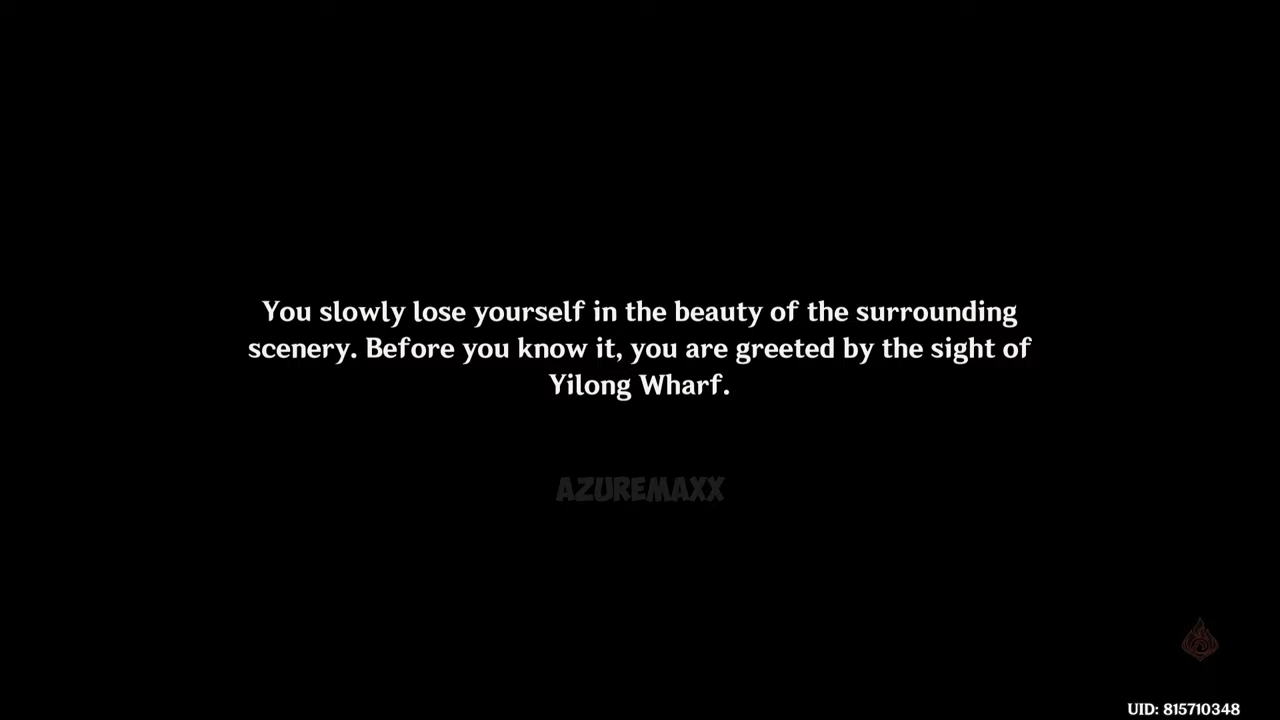 You slowly lose yourself in the beauty of the surrounding
scenery. Before you know it, you are greeted by the sight of
Yilong Wharf.
AZUREMAXX
UID: 815710348